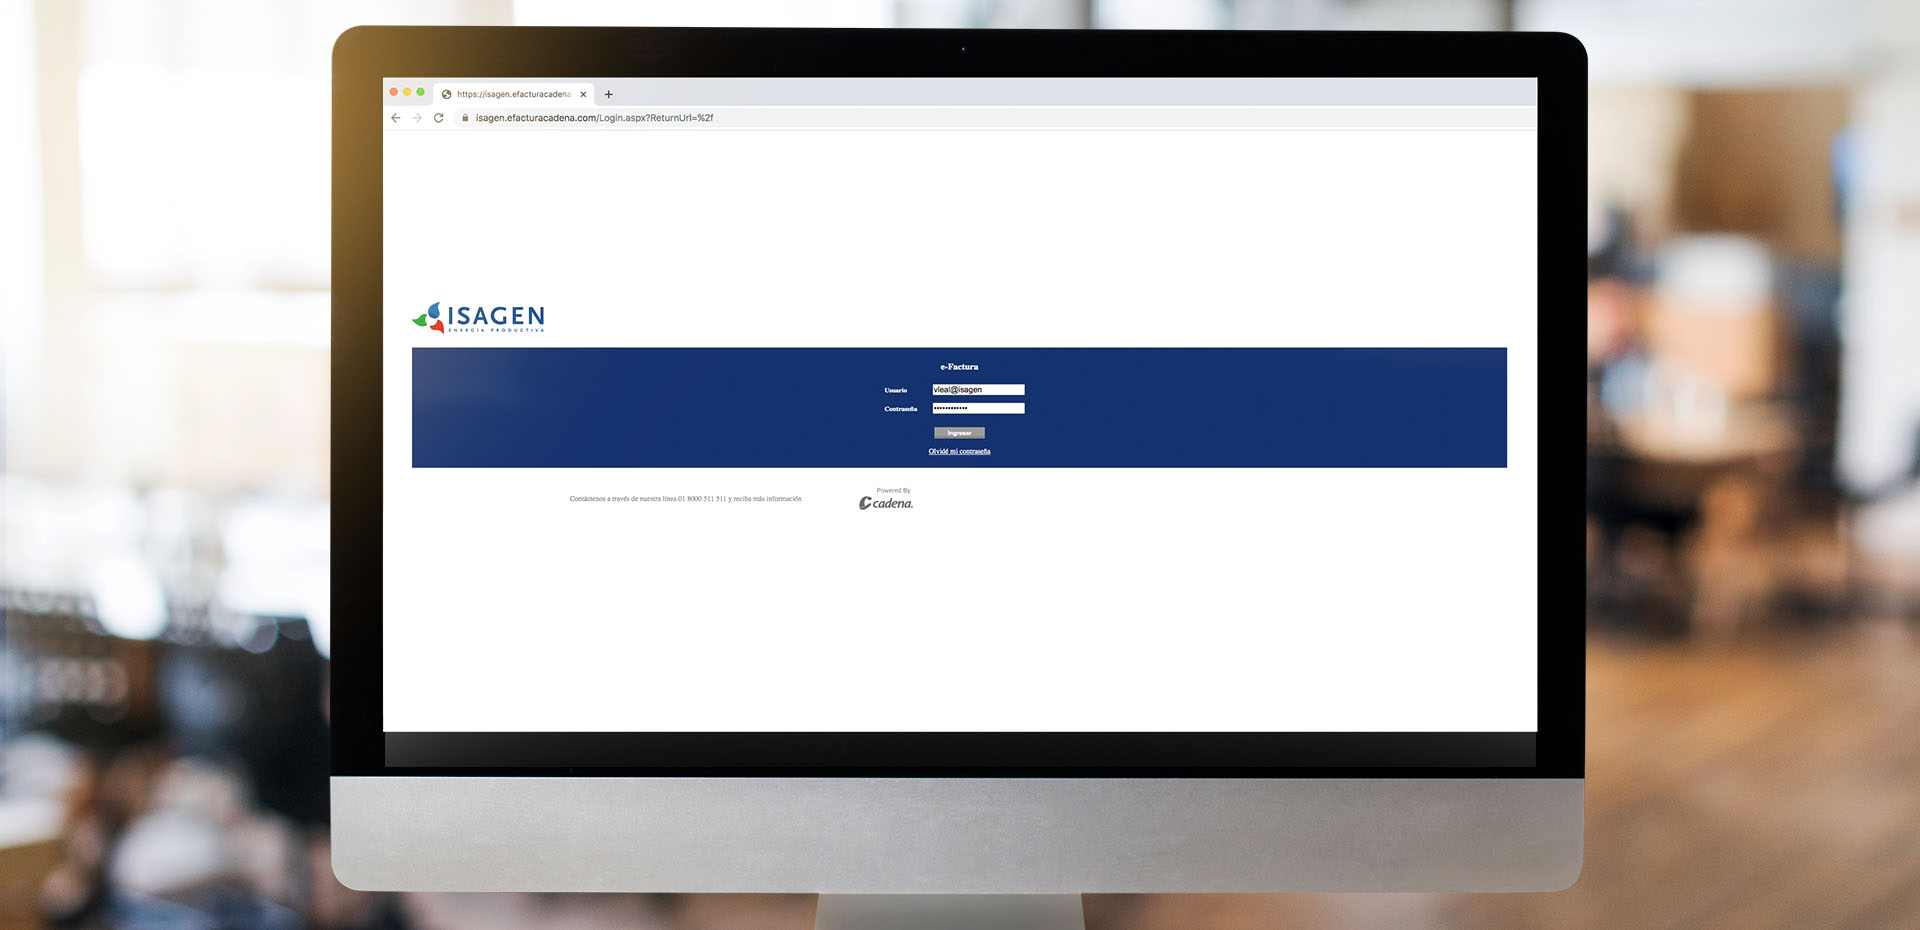 https://isagen.efacturacadena.
isagen.efacturacadena.com/Login.aspx?ReturnUrl=%2f
ISAGEN
ENERGÍA PRODUCTIVA
e-Factura
Usuario vleal@isagen
Contraseña ••••••••••••
Ingresar
Olvidé mi contraseña
Contáctenos a través de nuestra línea 01 8000 511 511 y reciba más información
Powered By
cadena.